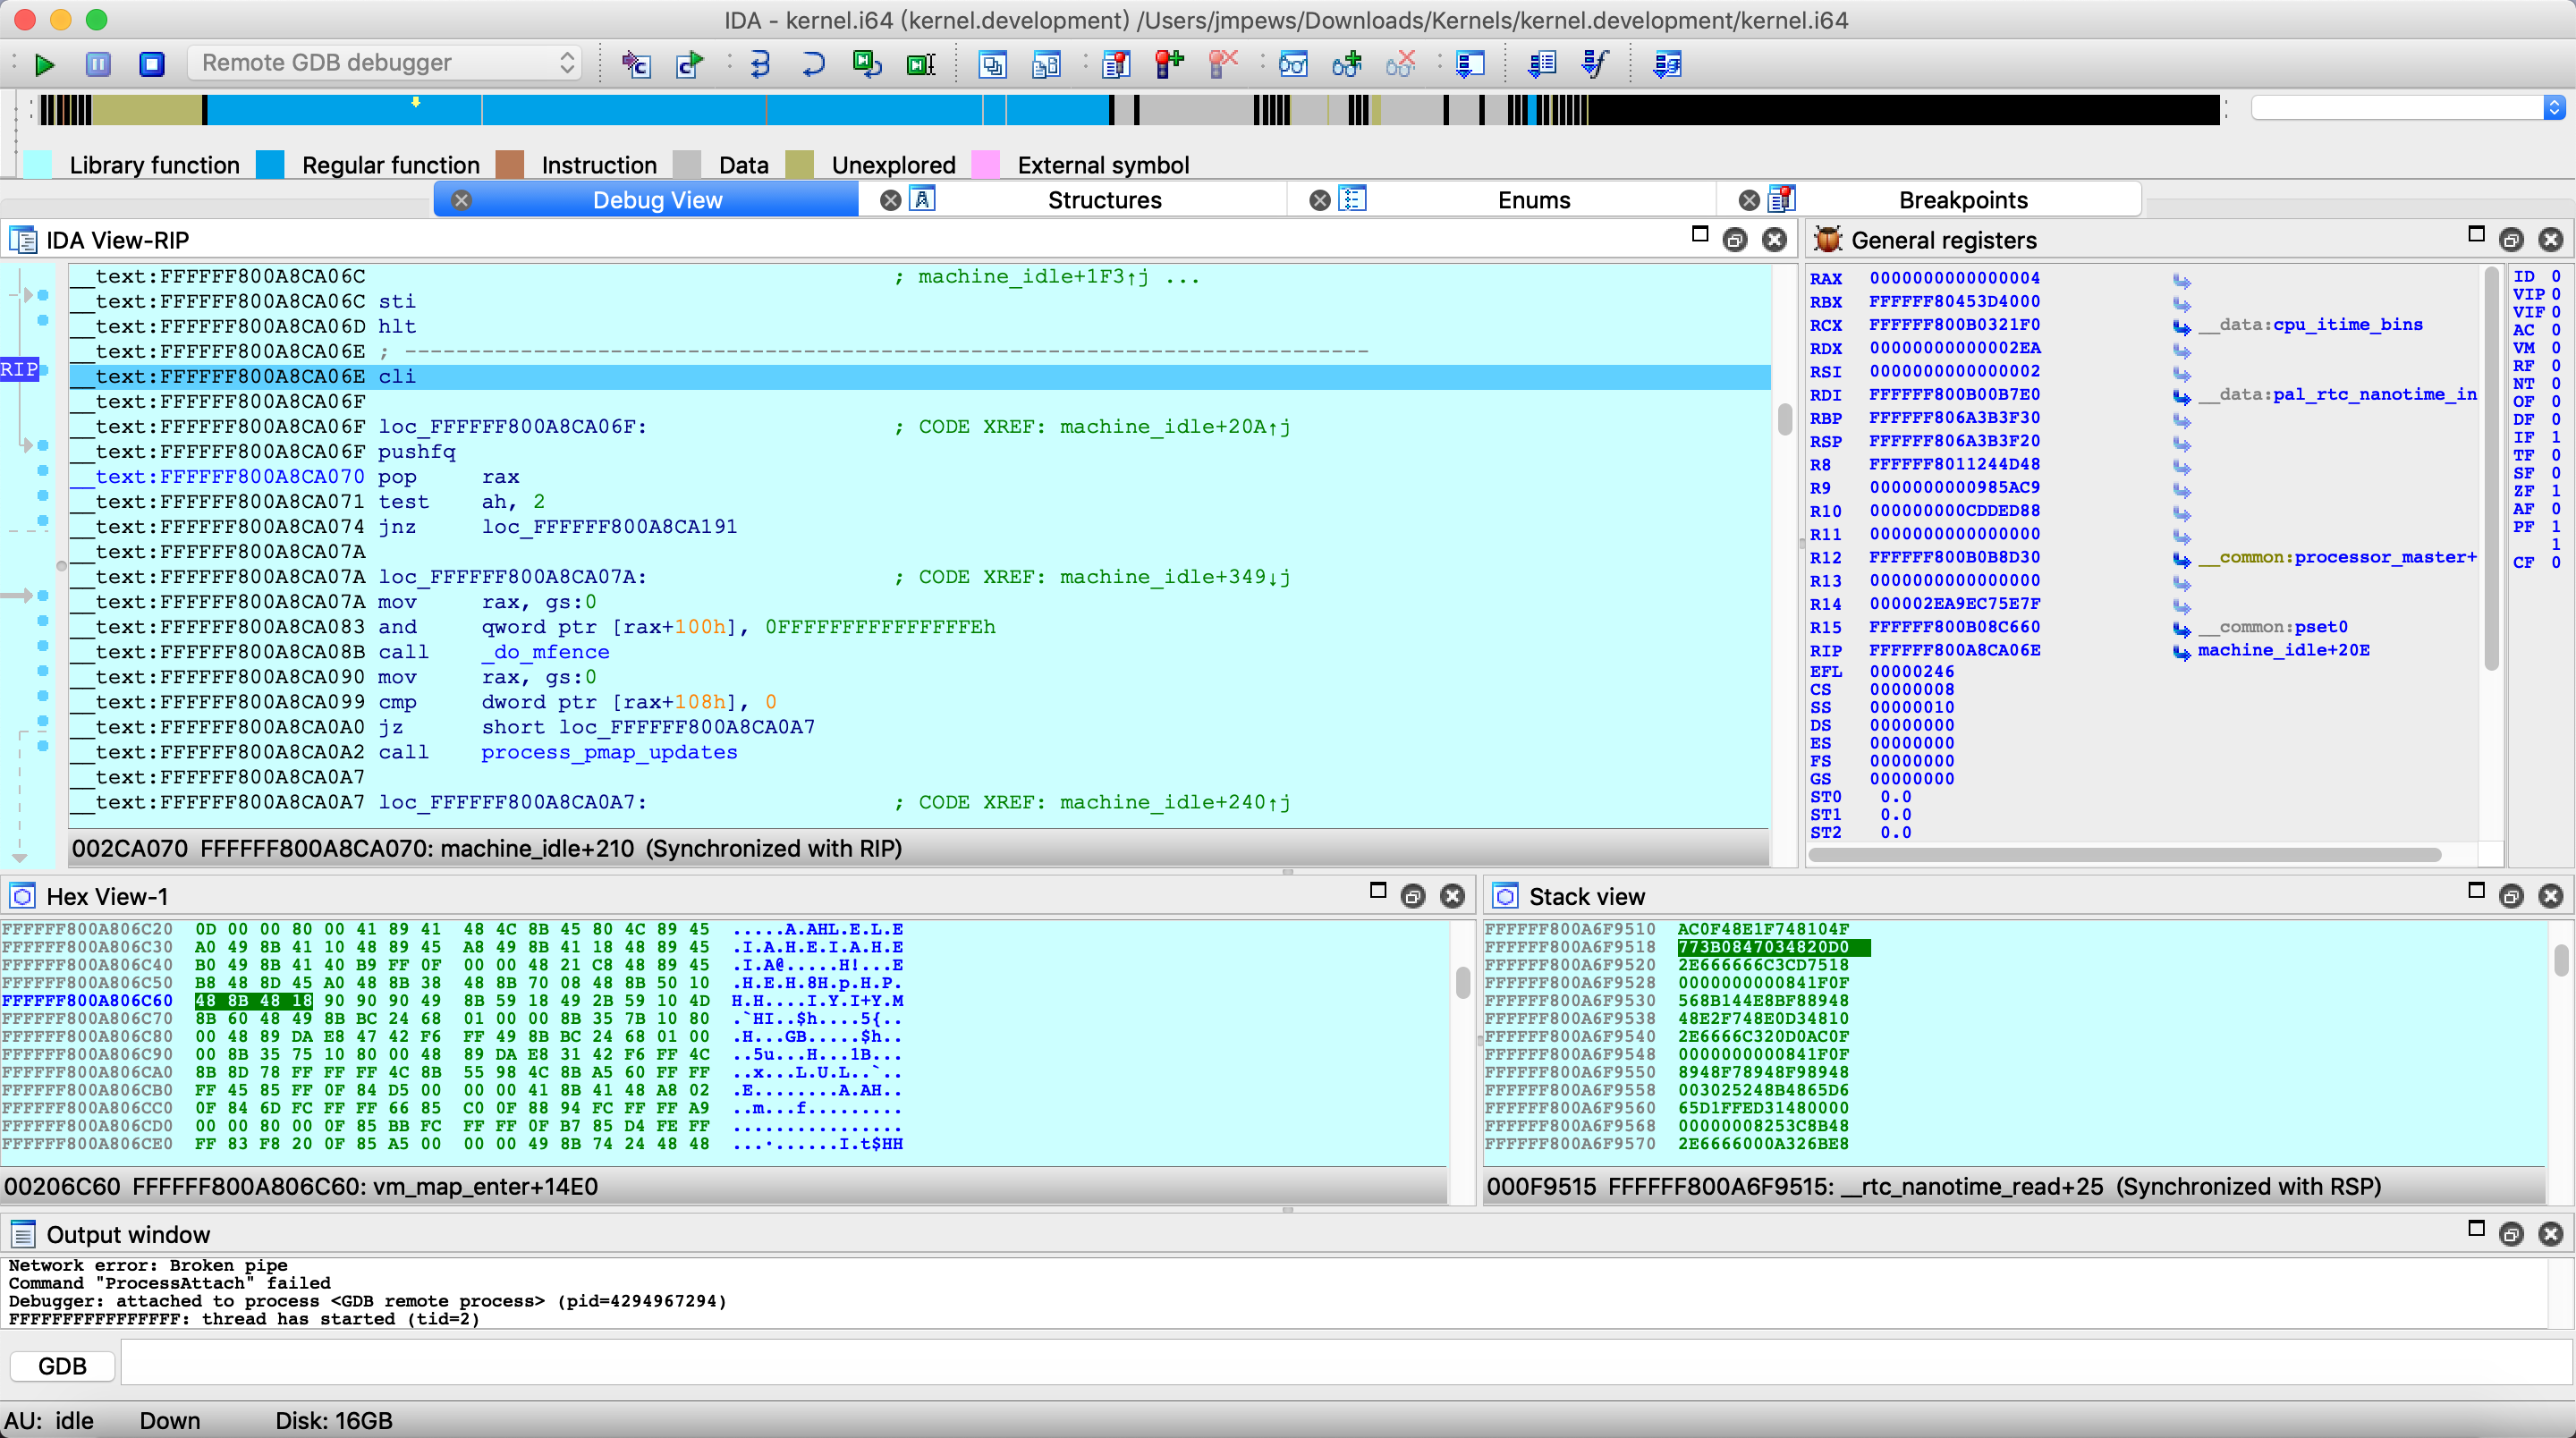 IDA - kernel.i64 (kernel.development) /Users/jmpews/Downloads/Kernels/kernel.development/kernel.i64
Remote GDB debugger
Library function Regular function Instruction Data Unexplored External symbol
Debug View Structures Enums Breakpoints
IDA View-RIP
__text:FFFFFF800A8CA06C ; machine_idle+1F3↑j ...
__text:FFFFFF800A8CA06C sti
__text:FFFFFF800A8CA06D hlt
__text:FFFFFF800A8CA06E ; ---------------------------------------------------------------------------
RIP
__text:FFFFFF800A8CA06E cli
__text:FFFFFF800A8CA06F
__text:FFFFFF800A8CA06F loc_FFFFFF800A8CA06F: ; CODE XREF: machine_idle+20A↑j
__text:FFFFFF800A8CA06F pushfq
__text:FFFFFF800A8CA070 pop rax
__text:FFFFFF800A8CA071 test ah, 2
__text:FFFFFF800A8CA074 jnz loc_FFFFFF800A8CA191
__text:FFFFFF800A8CA07A
__text:FFFFFF800A8CA07A loc_FFFFFF800A8CA07A: ; CODE XREF: machine_idle+349↓j
__text:FFFFFF800A8CA07A mov rax, gs:0
__text:FFFFFF800A8CA083 and qword ptr [rax+100h], 0FFFFFFFFFFFFFFFEh
__text:FFFFFF800A8CA08B call _do_mfence
__text:FFFFFF800A8CA090 mov rax, gs:0
__text:FFFFFF800A8CA099 cmp dword ptr [rax+108h], 0
__text:FFFFFF800A8CA0A0 jz short loc_FFFFFF800A8CA0A7
__text:FFFFFF800A8CA0A2 call process_pmap_updates
__text:FFFFFF800A8CA0A7
__text:FFFFFF800A8CA0A7 loc_FFFFFF800A8CA0A7: ; CODE XREF: machine_idle+240↑j
002CA070 FFFFFF800A8CA070: machine_idle+210 (Synchronized with RIP)
General registers
RAX 0000000000000004
RBX FFFFFF80453D4000
RCX FFFFFF800B0321F0 __data:cpu_itime_bins
RDX 00000000000002EA
RSI 0000000000000002
RDI FFFFFF800B00B7E0 __data:pal_rtc_nanotime_in
RBP FFFFFF806A3B3F30
RSP FFFFFF806A3B3F20
R8 FFFFFF8011244D48
R9 0000000000985AC9
R10 000000000CDDED88
R11 0000000000000000
R12 FFFFFF800B0B8D30 __common:processor_master+
R13 0000000000000000
R14 000002EA9EC75E7F
R15 FFFFFF800B08C660 __common:pset0
RIP FFFFFF800A8CA06E machine_idle+20E
EFL 00000246
CS 00000008
SS 00000010
DS 00000000
ES 00000000
FS 00000000
GS 00000000
ST0 0.0
ST1 0.0
ST2 0.0
ID 0
VIP 0
VIF 0
AC 0
VM 0
RF 0
NT 0
OF 0
DF 0
IF 1
TF 0
SF 0
ZF 1
AF 0
PF 1
1
CF 0
Hex View-1
FFFFFF800A806C20 0D 00 00 80 00 41 89 41 48 4C 8B 45 80 4C 89 45 .....A.AHL.E.L.E
FFFFFF800A806C30 A0 49 8B 41 10 48 89 45 A8 49 8B 41 18 48 89 45 .I.A.H.E.I.A.H.E
FFFFFF800A806C40 B0 49 8B 41 40 B9 FF 0F 00 00 48 21 C8 48 89 45 .I.A@.....H!.H.E
FFFFFF800A806C50 B8 48 8D 45 A0 48 8B 38 48 8B 70 08 48 8B 50 10 .H.E.H.8H.p.H.P.
FFFFFF800A806C60 48 8B 48 18 90 90 90 49 8B 59 18 49 2B 59 10 4D H.H....I.Y.I+Y.M
FFFFFF800A806C70 8B 60 48 49 8B BC 24 68 01 00 00 8B 35 7B 10 80 .`HI..$h....5{..
FFFFFF800A806C80 00 48 89 DA E8 47 42 F6 FF 49 8B BC 24 68 01 00 .H...GB..I..$h..
FFFFFF800A806C90 00 8B 35 75 10 80 00 48 89 DA E8 31 42 F6 FF 4C ..5u...H...1B..L
FFFFFF800A806CA0 8B 8D 78 FF FF FF 4C 8B 55 98 4C 8B A5 60 FF FF ..x...L.U.L..`..
FFFFFF800A806CB0 FF 45 85 FF 0F 84 D5 00 00 00 41 8B 41 48 A8 02 .E........A.AH..
FFFFFF800A806CC0 0F 84 6D FC FF FF 66 85 C0 0F 88 94 FC FF FF A9 ..m...f.........
FFFFFF800A806CD0 00 00 80 00 0F 85 BB FC FF FF 0F B7 85 D4 FE FF ................
FFFFFF800A806CE0 FF 83 F8 20 0F 85 A5 00 00 00 49 8B 74 24 48 48 ... ......I.t$HH
00206C60 FFFFFF800A806C60: vm_map_enter+14E0
Stack view
FFFFFF800A6F9510 AC0F48E1F748104F
FFFFFF800A6F9518 773B0847034820D0
FFFFFF800A6F9520 2E666666C3CD7518
FFFFFF800A6F9528 0000000000841F0F
FFFFFF800A6F9530 568B144E8BF88948
FFFFFF800A6F9538 48E2F748E0D34810
FFFFFF800A6F9540 2E6666C320D0AC0F
FFFFFF800A6F9548 0000000000841F0F
FFFFFF800A6F9550 8948F78948F98948
FFFFFF800A6F9558 003025248B4865D6
FFFFFF800A6F9560 65D1FFED31480000
FFFFFF800A6F9568 00000008253C8B48
FFFFFF800A6F9570 2E6666000A326BE8
000F9515 FFFFFF800A6F9515: __rtc_nanotime_read+25 (Synchronized with RSP)
Output window
Network error: Broken pipe
Command "ProcessAttach" failed
Debugger: attached to process <GDB remote process> (pid=4294967294)
FFFFFFFFFFFFFFFF: thread has started (tid=2)
GDB
AU: idle Down Disk: 16GB